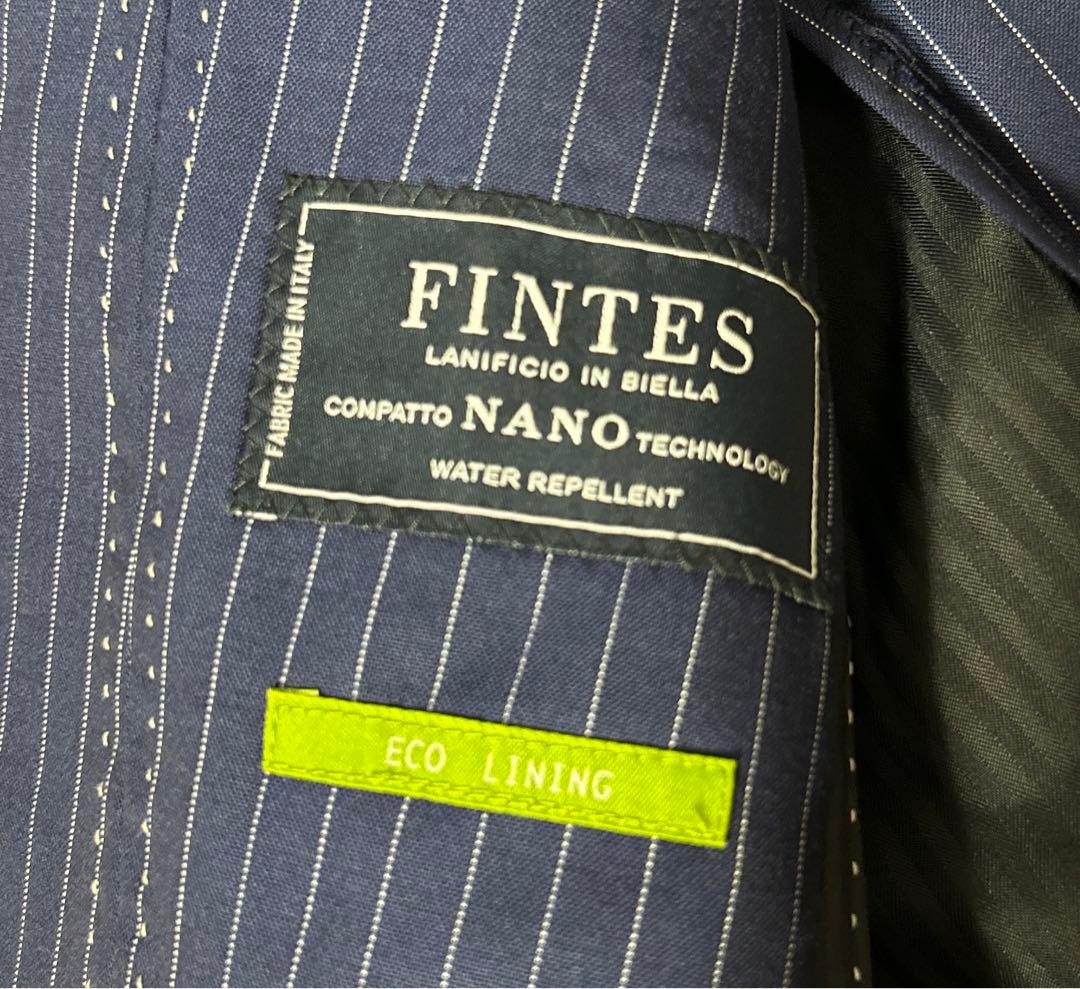 FINTES
LANIFICIO IN BIELLA
COMPATTO NANO TECHNOLOGY
WATER REPELLENT
FABRIC MADE IN ITALY
ECO LINING